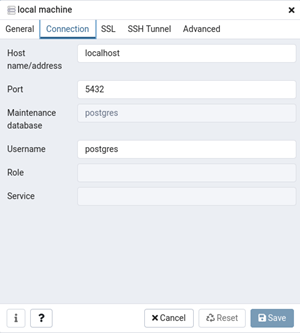 local machine
General Connection SSL SSH Tunnel Advanced
Host name/address localhost
Port 5432
Maintenance database postgres
Username postgres
Role
Service
i ? Cancel Reset Save